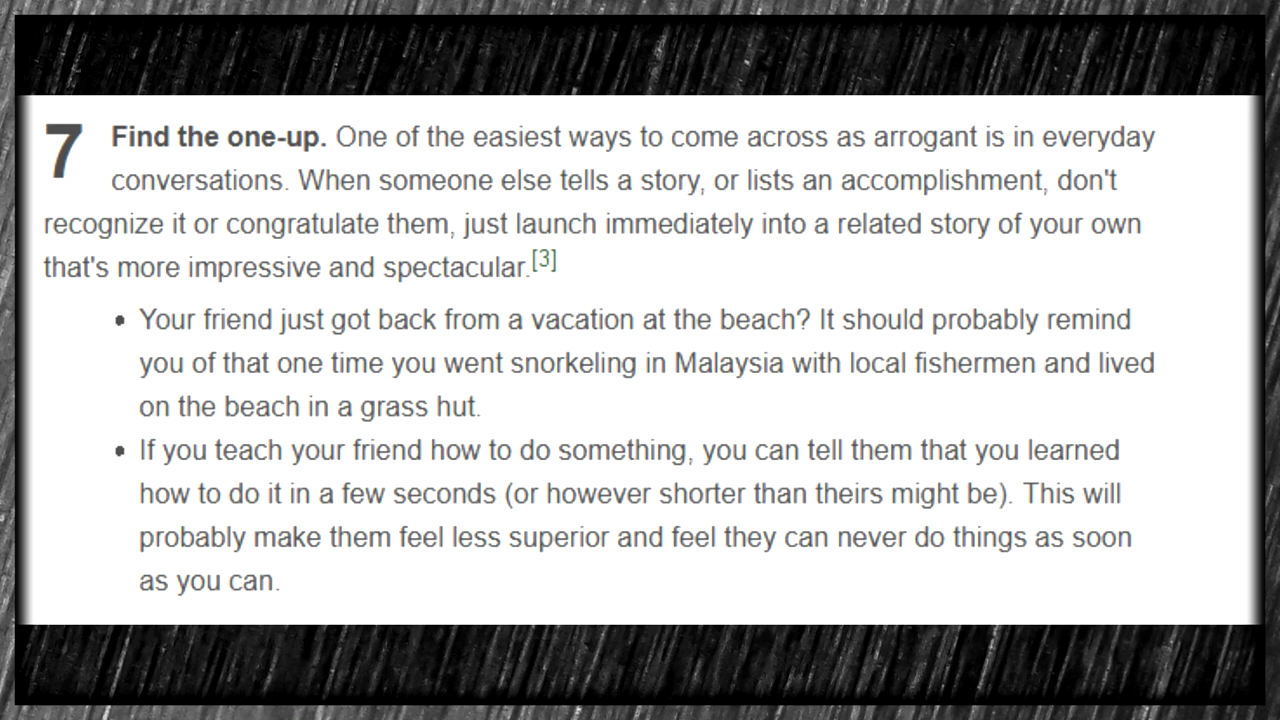 7 Find the one-up. One of the easiest ways to come across as arrogant is in everyday
conversations. When someone else tells a story, or lists an accomplishment, don't
recognize it or congratulate them, just launch immediately into a related story of your own
that's more impressive and spectacular.[3]
• Your friend just got back from a vacation at the beach? It should probably remind
you of that one time you went snorkeling in Malaysia with local fishermen and lived
on the beach in a grass hut.
• If you teach your friend how to do something, you can tell them that you learned
how to do it in a few seconds (or however shorter than theirs might be). This will
probably make them feel less superior and feel they can never do things as soon
as you can.